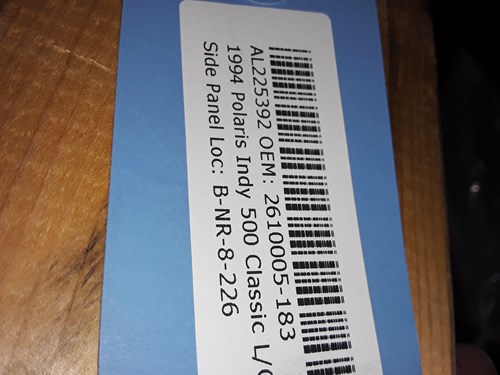 AL225392 OEM: 2610005-183
1994 Polaris Indy 500 Classic L/
Side Panel Loc: B-NR-8-226